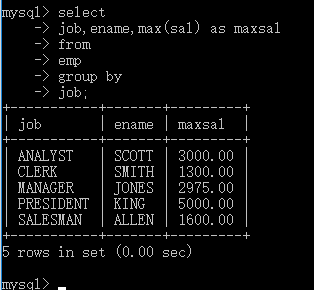 mysql> select
    -> job,ename,max(sal) as maxsal
    -> from
    -> emp
    -> group by
    -> job;
+-----------+-------+---------+
| job       | ename | maxsal  |
+-----------+-------+---------+
| ANALYST   | SCOTT | 3000.00 |
| CLERK     | SMITH | 1300.00 |
| MANAGER   | JONES | 2975.00 |
| PRESIDENT | KING  | 5000.00 |
| SALESMAN  | ALLEN | 1600.00 |
+-----------+-------+---------+
5 rows in set (0.00 sec)
mysql>